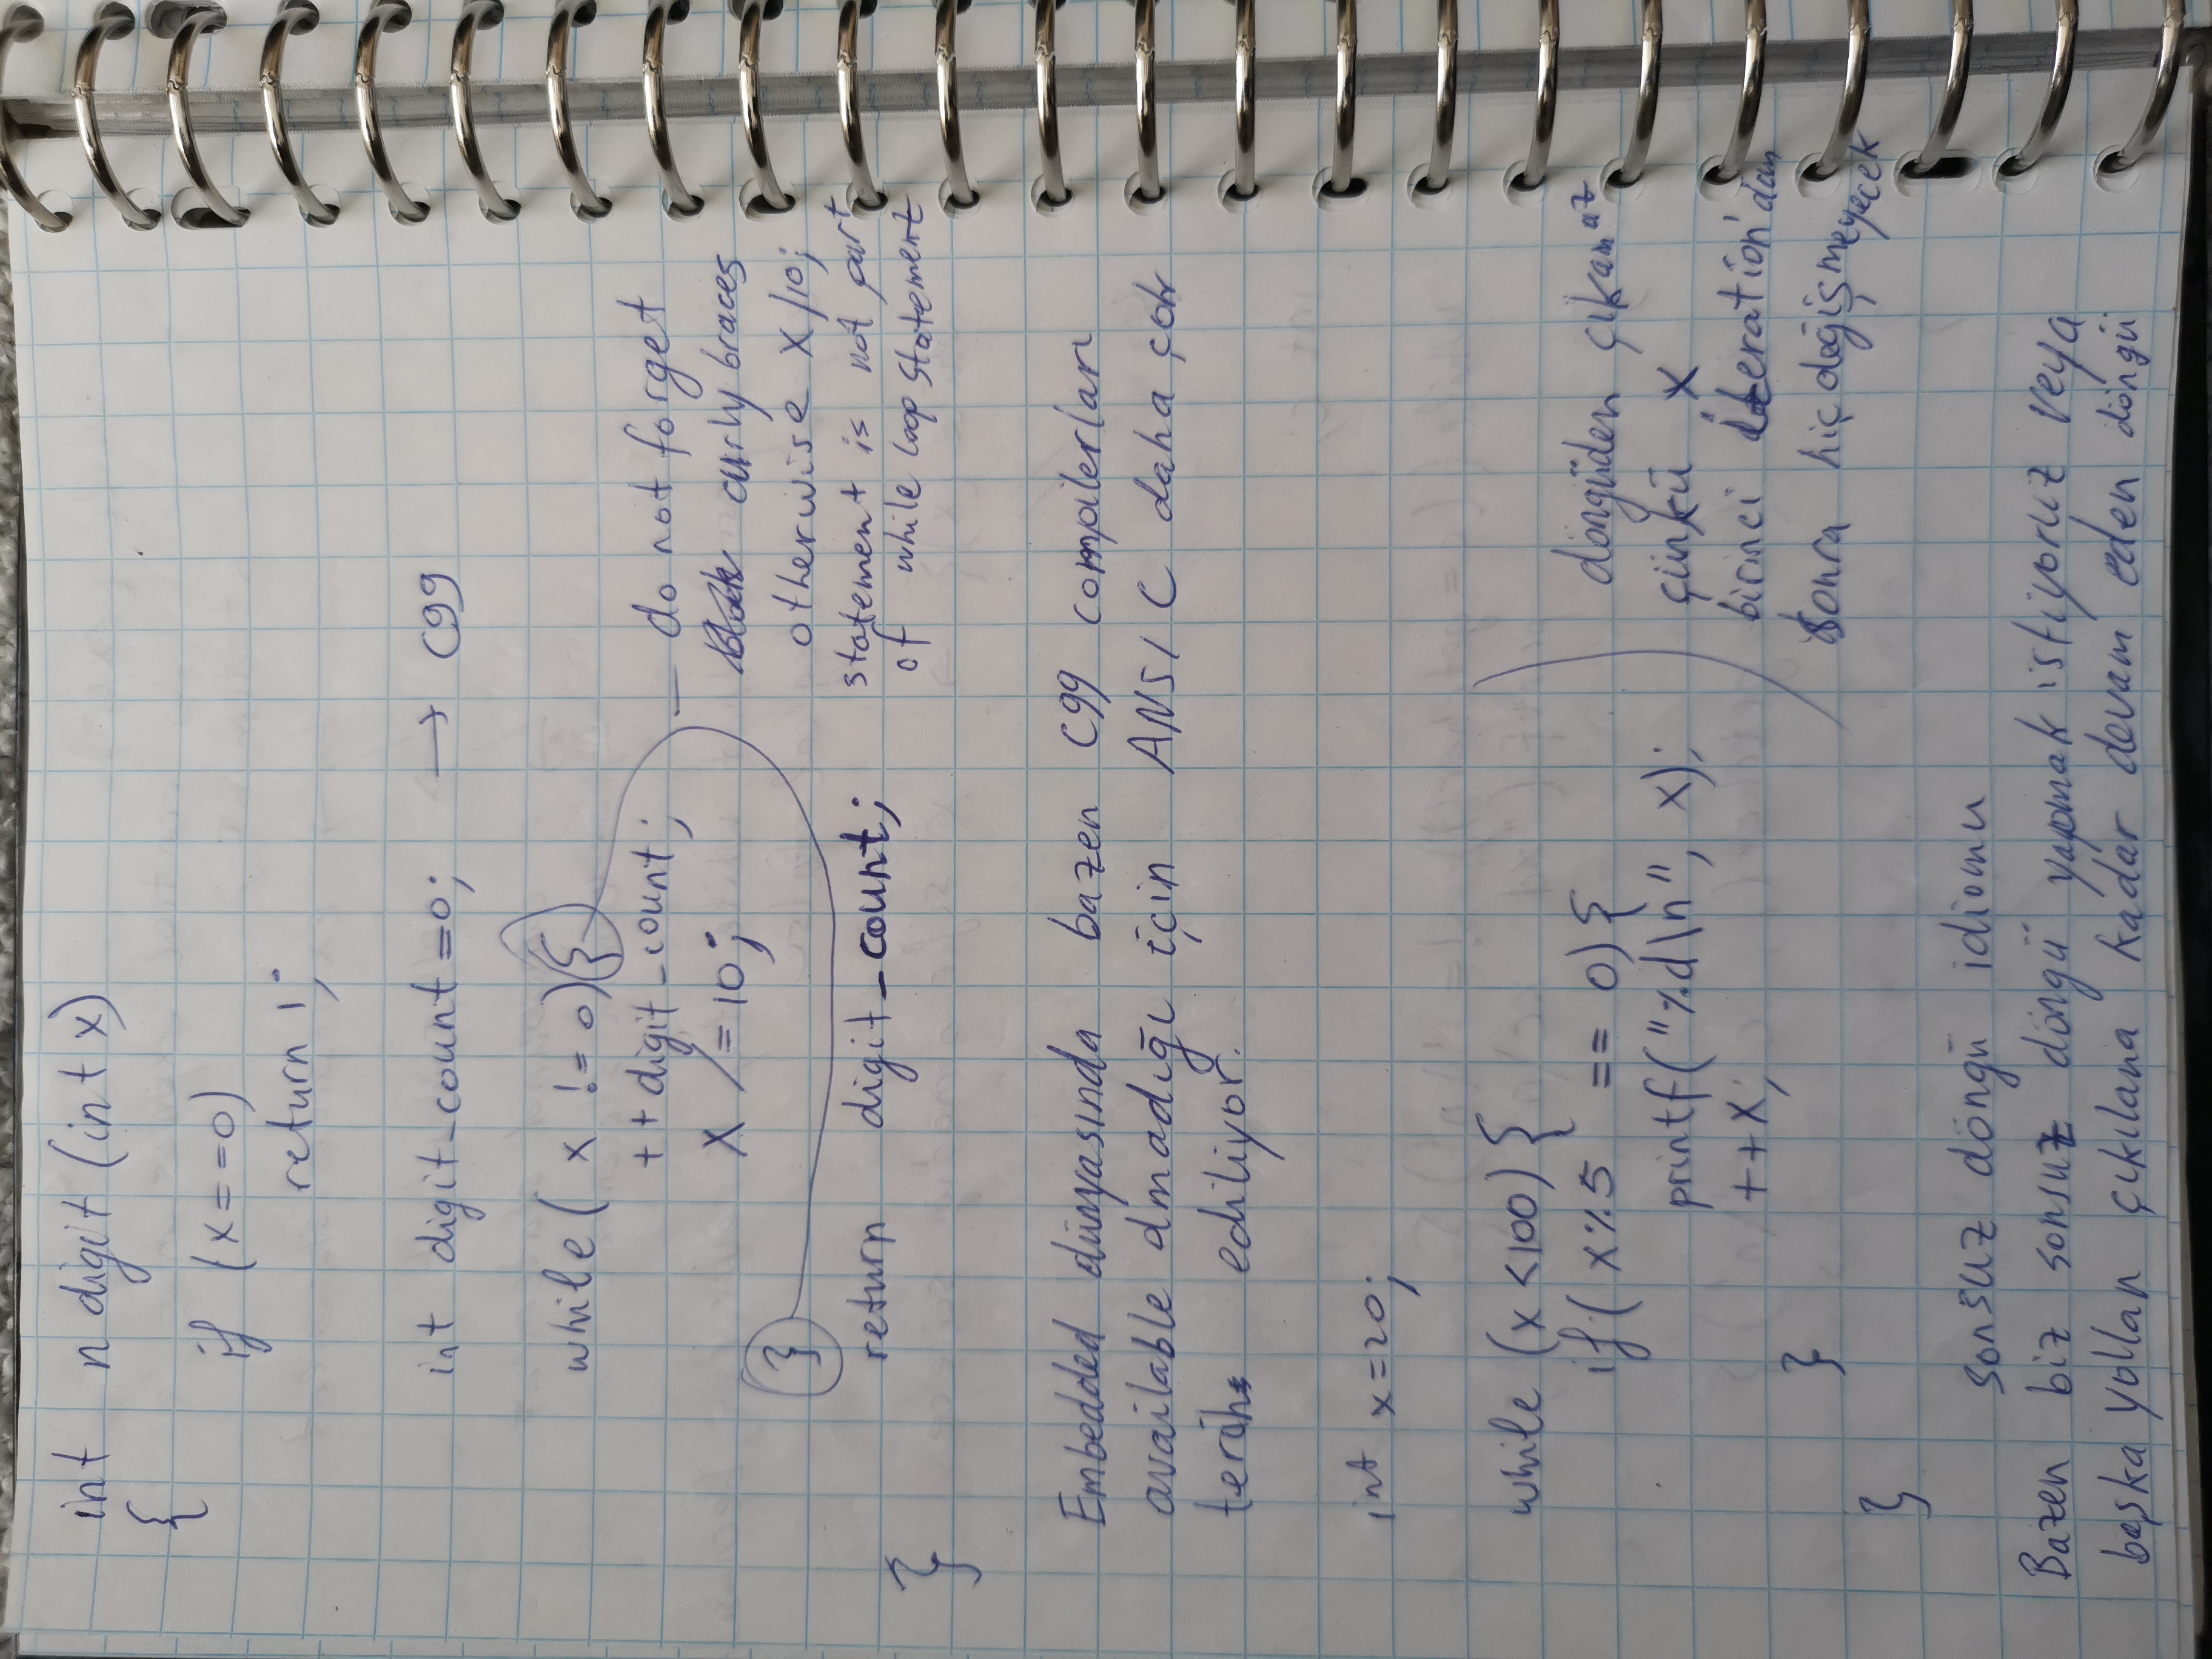 int n digit (int x)
{
if (x==0)
return 1;
int digit_count=0; → C99
while( x != 0){
++digit_count;
— do not forget
X /= 10;
curly braces
}
otherwise X/10;
return digit_count;
statement is not part
of while loop statement
}
Embedded dünyasında bazen C99 compilerları
available olmadığı için ANSI C daha çok
ediliyor.
int x=20;
while (x<100) {
if( x%5 == 0) {
döngüden çıkamaz
printf("%d\n", x);
çünkü x
++x;
birinci iteration'dan
}
sonra hiç değişmeyecek
}
sonsuz döngü idiomu
Bazen biz sonsuz döngü yapmak istiyoruz veya
başka yolları çıkılana kadar devam eden döngü